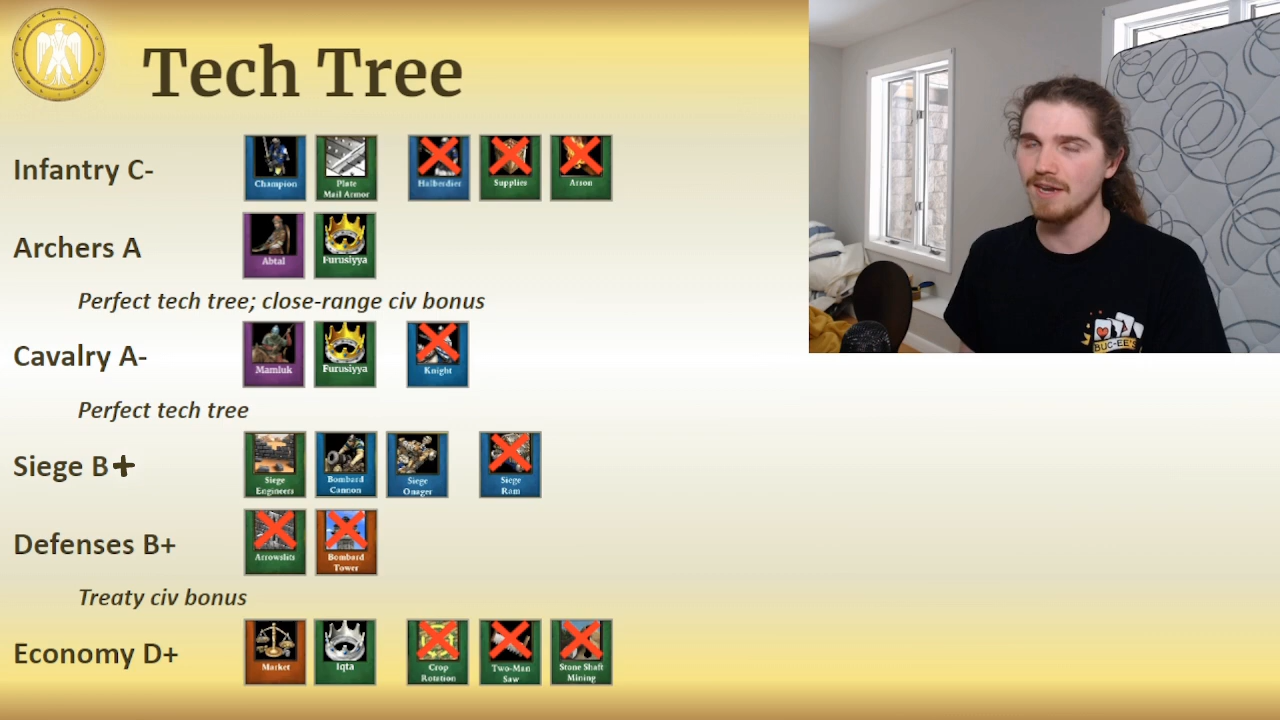 Tech Tree
Infantry C-
Champion
Plate Mail Armor
Halberdier
Supplies
Arson
Archers A
Abtal
Furusiyya
Perfect tech tree; close-range civ bonus
Cavalry A-
Mamluk
Furusiyya
Knight
Perfect tech tree
Siege B+
Siege Engineers
Bombard Cannon
Siege Onager
Siege Ram
Defenses B+
Arrowslits
Bombard Tower
Treaty civ bonus
Economy D+
Market
Iqta
Crop Rotation
Two-Man Saw
Stone Shaft Mining
BUC-EE'S